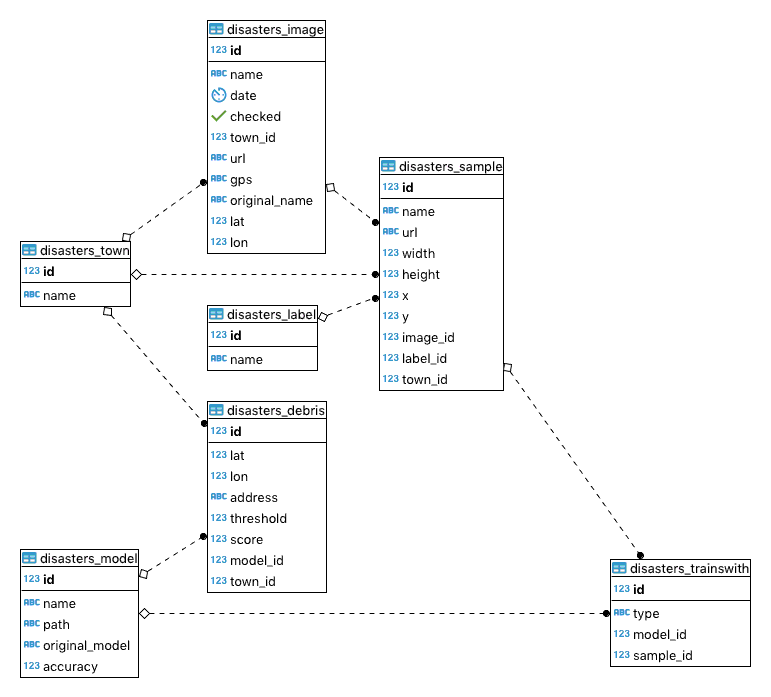 disasters_image
123 id
ABC name
date
checked
123 town_id
ABC url
ABC gps
ABC original_name
123 lat
123 lon
disasters_sample
123 id
ABC name
ABC url
123 width
123 height
123 x
123 y
123 image_id
123 label_id
123 town_id
disasters_town
123 id
ABC name
disasters_label
123 id
ABC name
disasters_debris
123 id
123 lat
123 lon
ABC address
123 threshold
123 score
123 model_id
123 town_id
disasters_model
123 id
ABC name
ABC path
ABC original_model
123 accuracy
disasters_trainswith
123 id
ABC type
123 model_id
123 sample_id